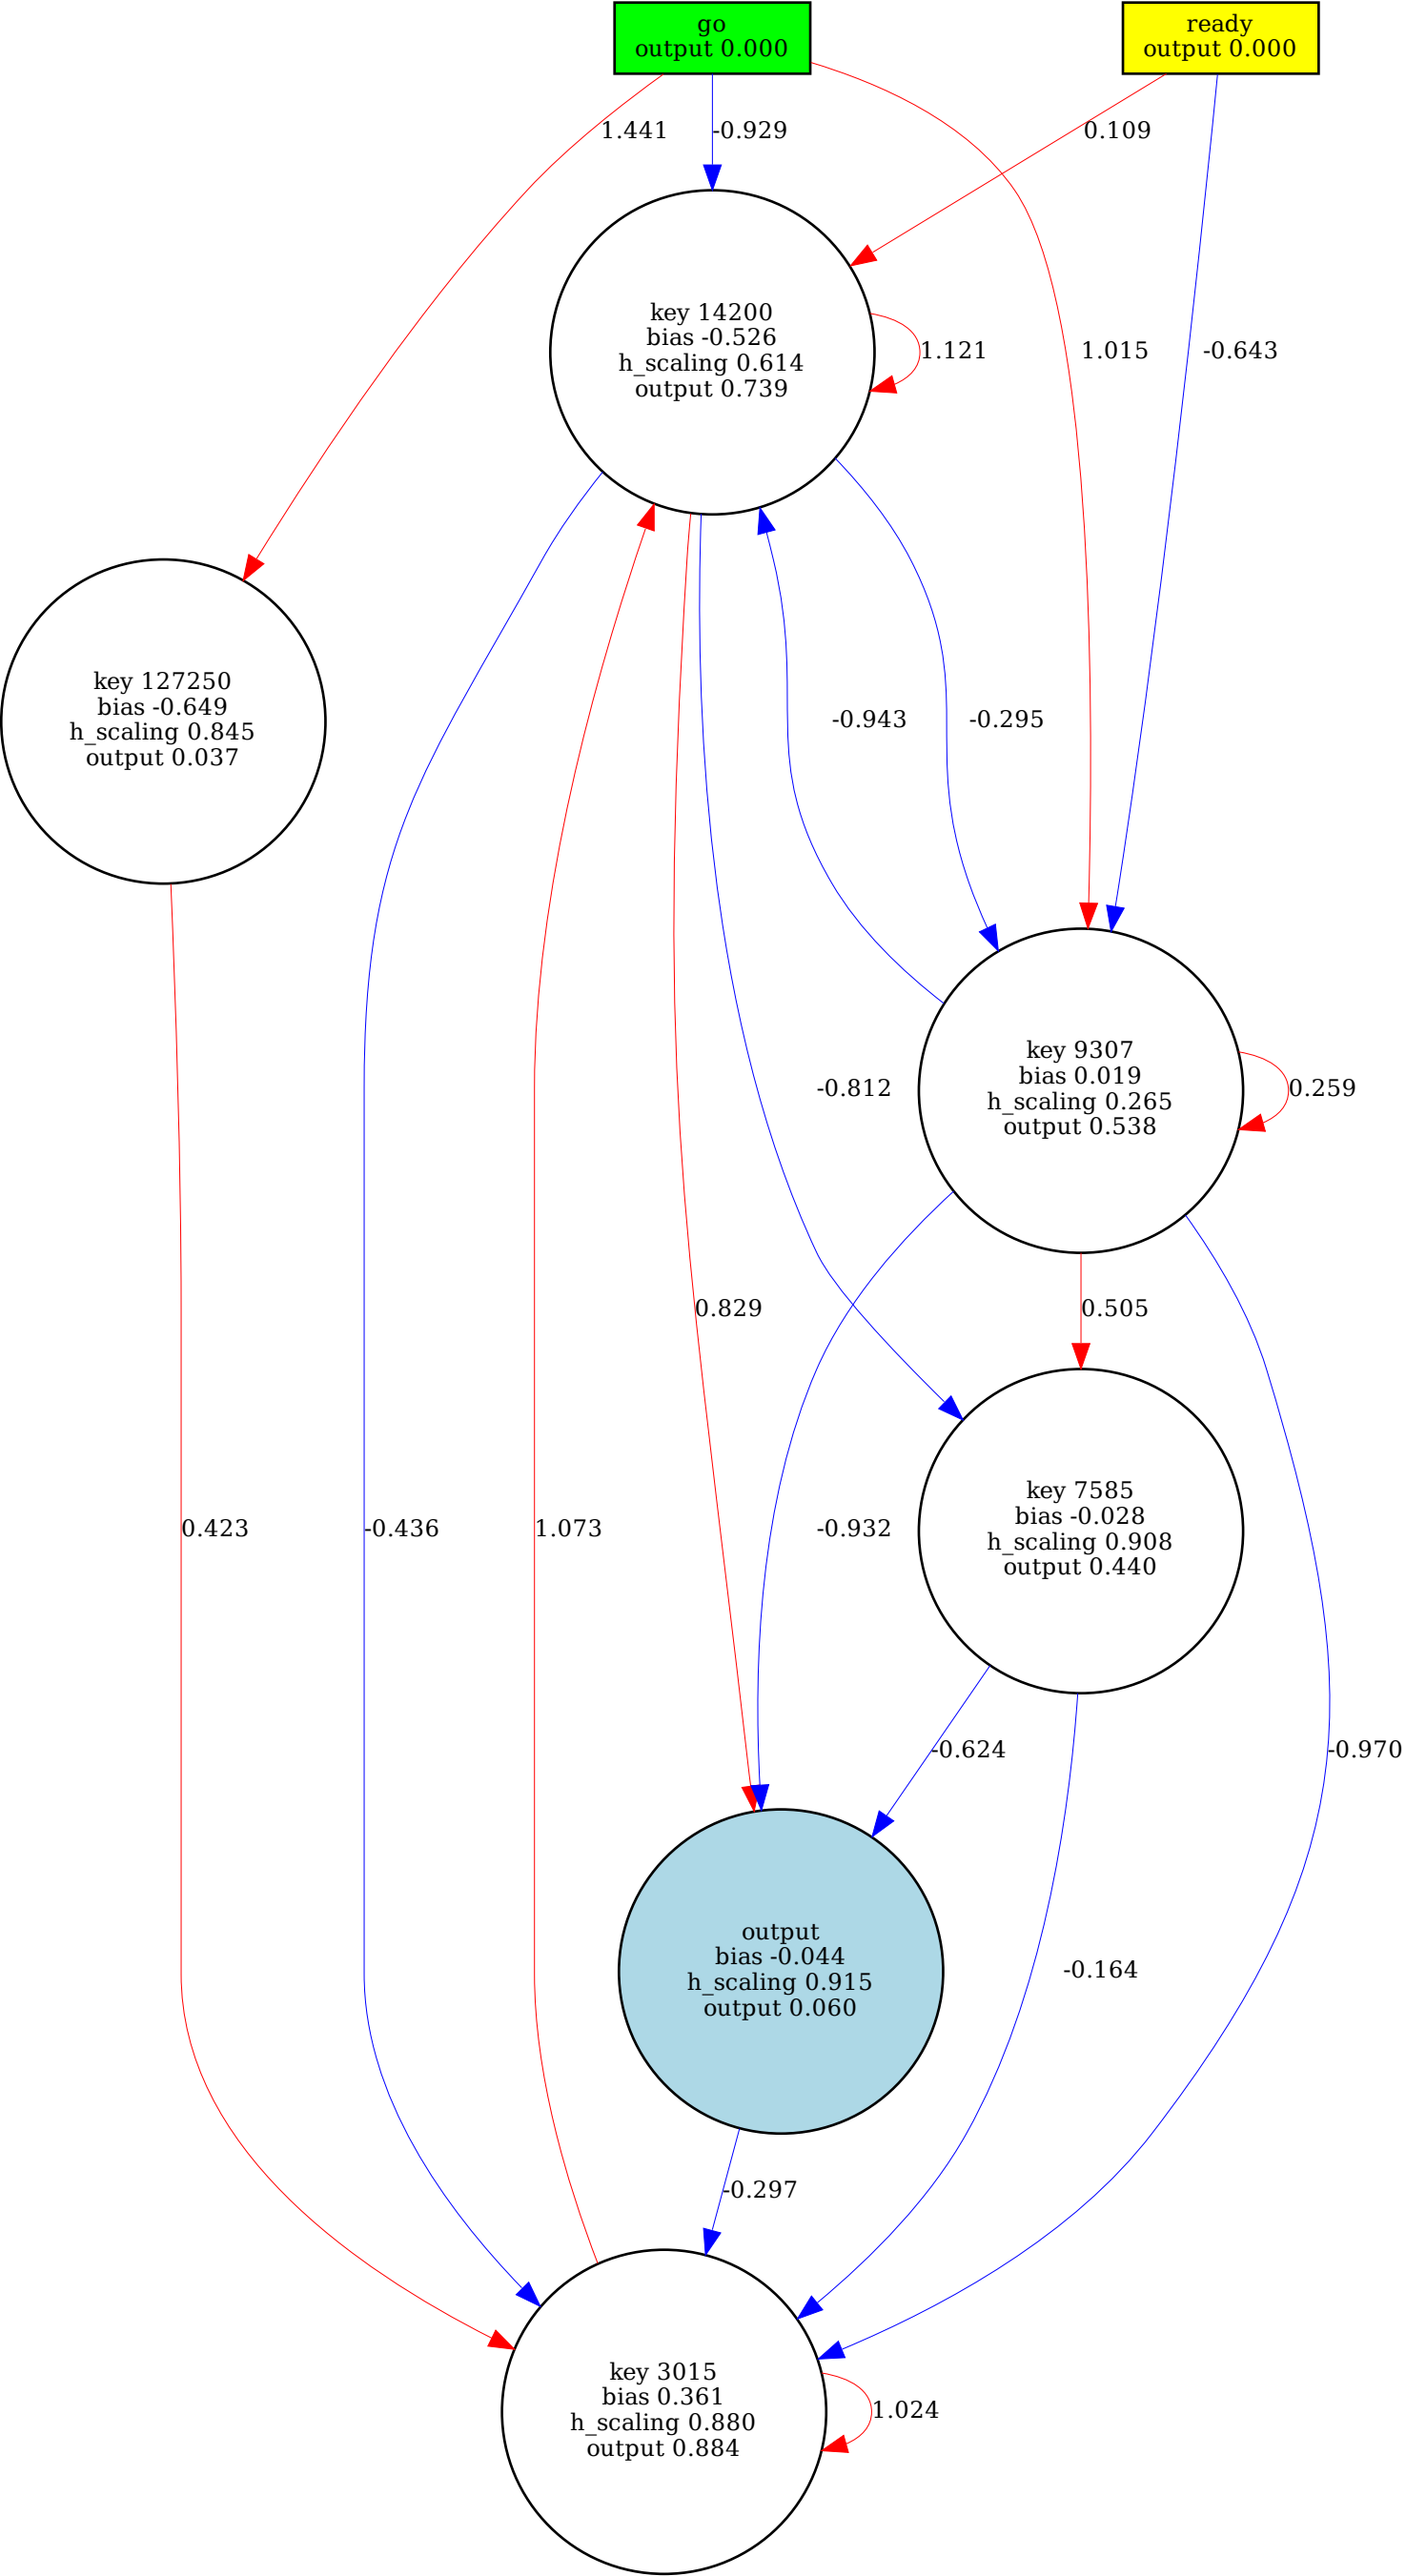 go
output 0.000
ready
output 0.000
1.441
-0.929
0.109
key 14200
bias -0.526
h_scaling 0.614
output 0.739
1.121
1.015
-0.643
key 127250
bias -0.649
h_scaling 0.845
output 0.037
-0.943
-0.295
key 9307
bias 0.019
h_scaling 0.265
output 0.538
-0.812
0.259
0.829
0.505
key 7585
bias -0.028
h_scaling 0.908
output 0.440
0.423
-0.436
1.073
-0.932
-0.624
-0.970
output
bias -0.044
h_scaling 0.915
output 0.060
-0.164
-0.297
key 3015
bias 0.361
h_scaling 0.880
output 0.884
1.024